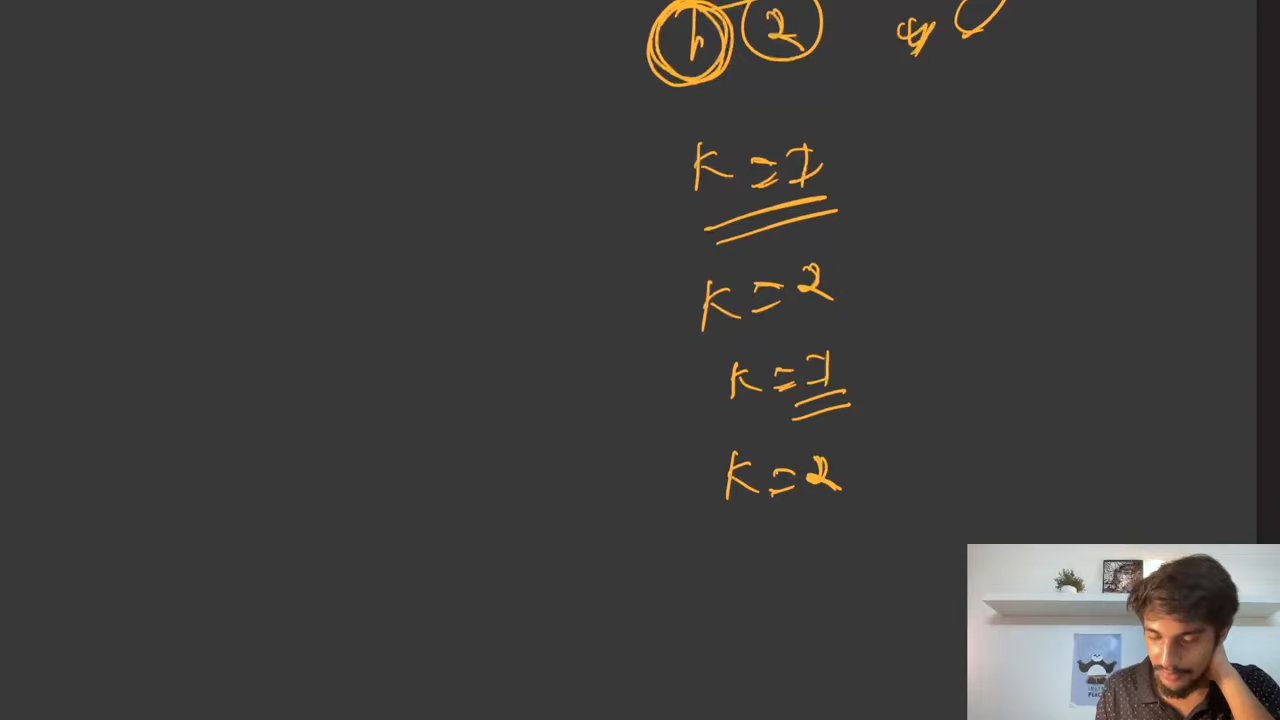 1 2
K = 1
K = 2
K = 1
K = 2